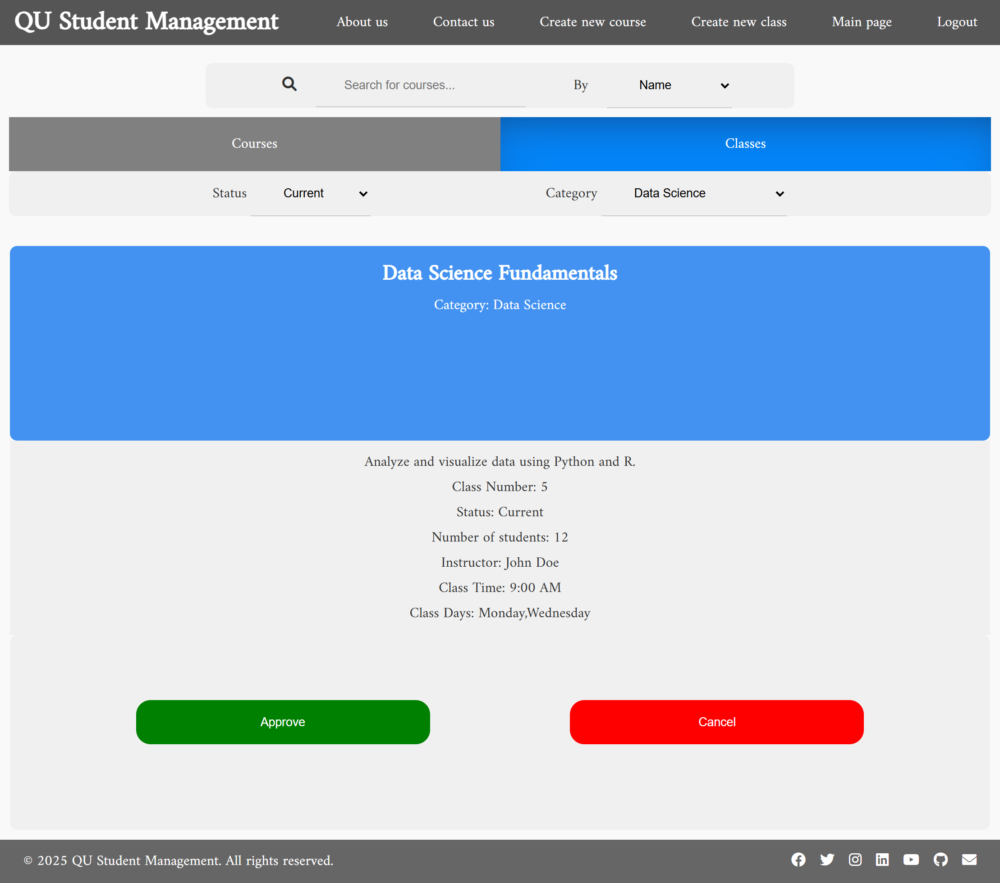 QU Student Management About us Contact us Create new course Create new class Main page Logout
Search for courses... By Name
Courses Classes
Status Current Category Data Science
Data Science Fundamentals
Category: Data Science
Analyze and visualize data using Python and R.
Class Number: 5
Status: Current
Number of students: 12
Instructor: John Doe
Class Time: 9:00 AM
Class Days: Monday,Wednesday
Approve Cancel
© 2025 QU Student Management. All rights reserved.